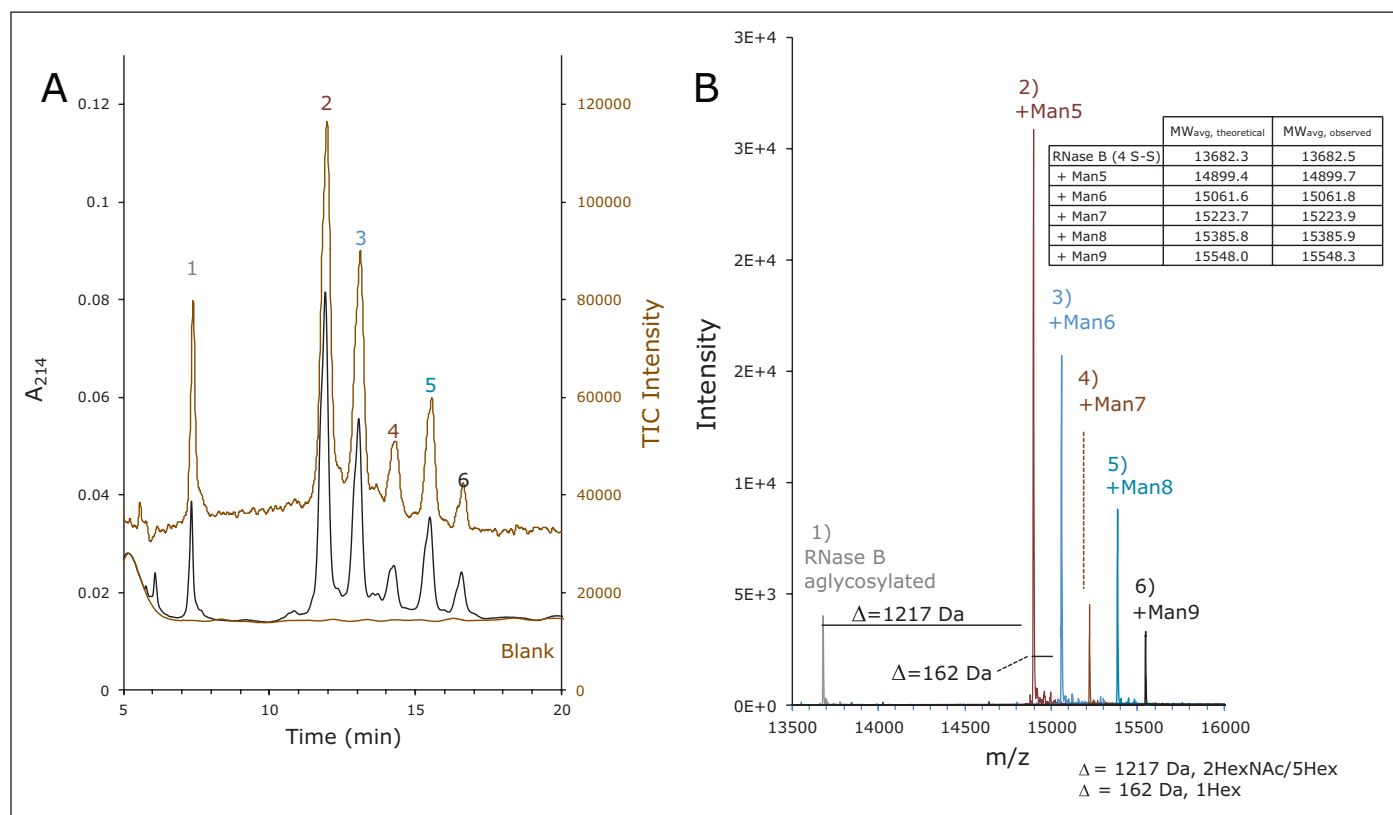 A
0.12
0.1
0.08
0.06
0.04
0.02
0
A214
120000
100000
80000
60000
40000
20000
0
TIC Intensity
1
2
3
4
5
6
Blank
5
10
15
20
Time (min)
B
3E+4
3E+4
2E+4
2E+4
1E+4
5E+3
0E+0
Intensity
2)
+Man5
MWavg, theoretical MWavg, observed
RNase B (4 S-S) 13682.3 13682.5
+ Man5 14899.4 14899.7
+ Man6 15061.6 15061.8
+ Man7 15223.7 15223.9
+ Man8 15385.8 15385.9
+ Man9 15548.0 15548.3
3)
+Man6
4)
+Man7
5)
+Man8
1)
RNase B
aglycosylated
6)
+Man9
Δ=1217 Da
Δ=162 Da
13500 14000 14500 15000 15500 16000
m/z
Δ = 1217 Da, 2HexNAc/5Hex
Δ = 162 Da, 1Hex